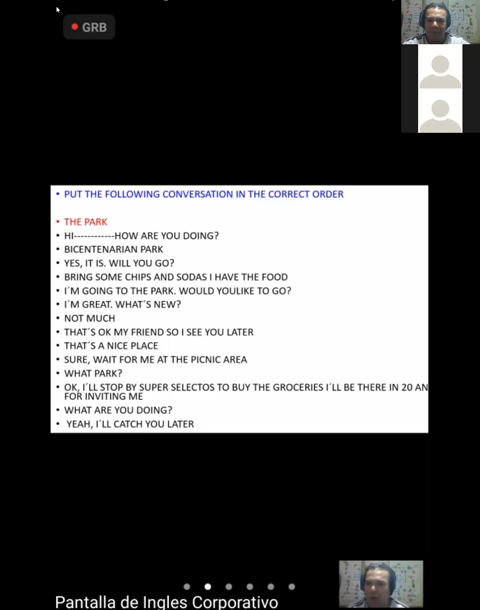 GRB
PUT THE FOLLOWING CONVERSATION IN THE CORRECT ORDER
THE PARK
HI------------HOW ARE YOU DOING?
BICENTENARIAN PARK
YES, IT IS. WILL YOU GO?
BRING SOME CHIPS AND SODAS I HAVE THE FOOD
I´M GOING TO THE PARK. WOULD YOULIKE TO GO?
I´M GREAT. WHAT´S NEW?
NOT MUCH
THAT´S OK MY FRIEND SO I SEE YOU LATER
THAT´S A NICE PLACE
SURE, WAIT FOR ME AT THE PICNIC AREA
WHAT PARK?
OK, I´LL STOP BY SUPER SELECTOS TO BUY THE GROCERIES I´LL BE THERE IN 20 AN
FOR INVITING ME
WHAT ARE YOU DOING?
YEAH, I´LL CATCH YOU LATER
Pantalla de Ingles Corporativo